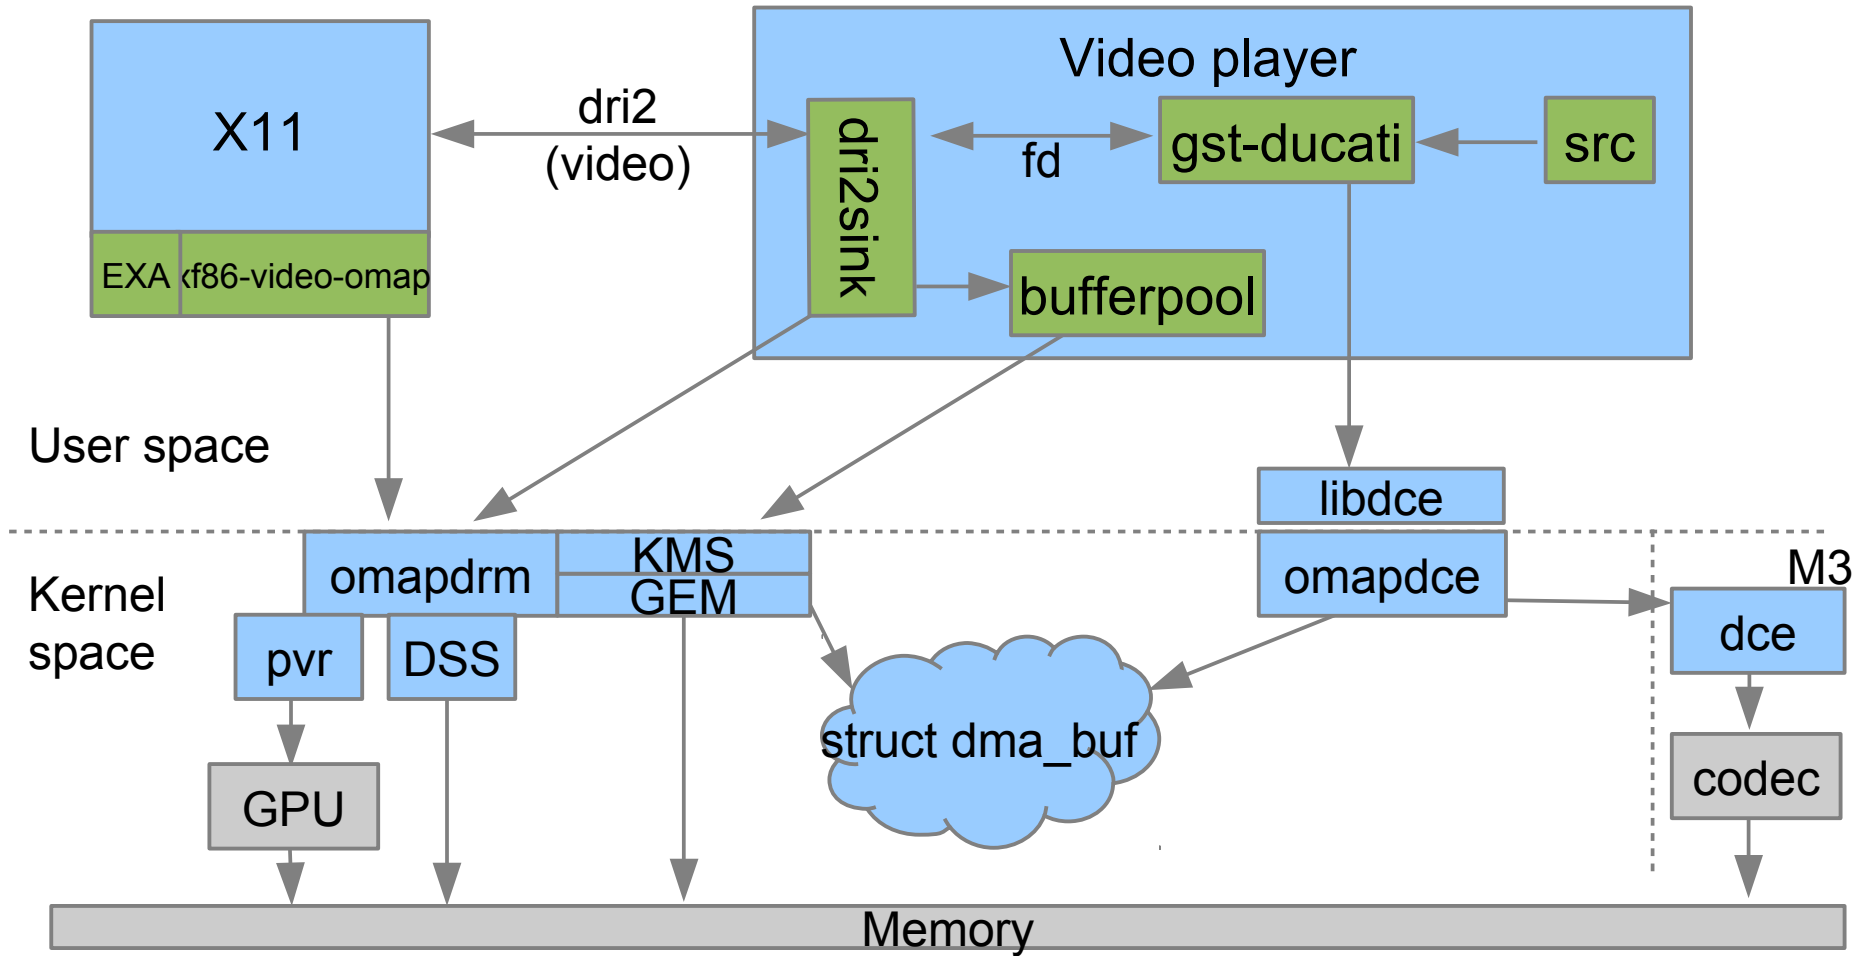 Video player
X11
dri2
(video)
dri2sink
fd
gst-ducati
src
EXA
xf86-video-omap
bufferpool
User space
libdce
Kernel
space
omapdrm
KMS
GEM
omapdce
M3
pvr
DSS
dce
struct dma_buf
GPU
codec
Memory